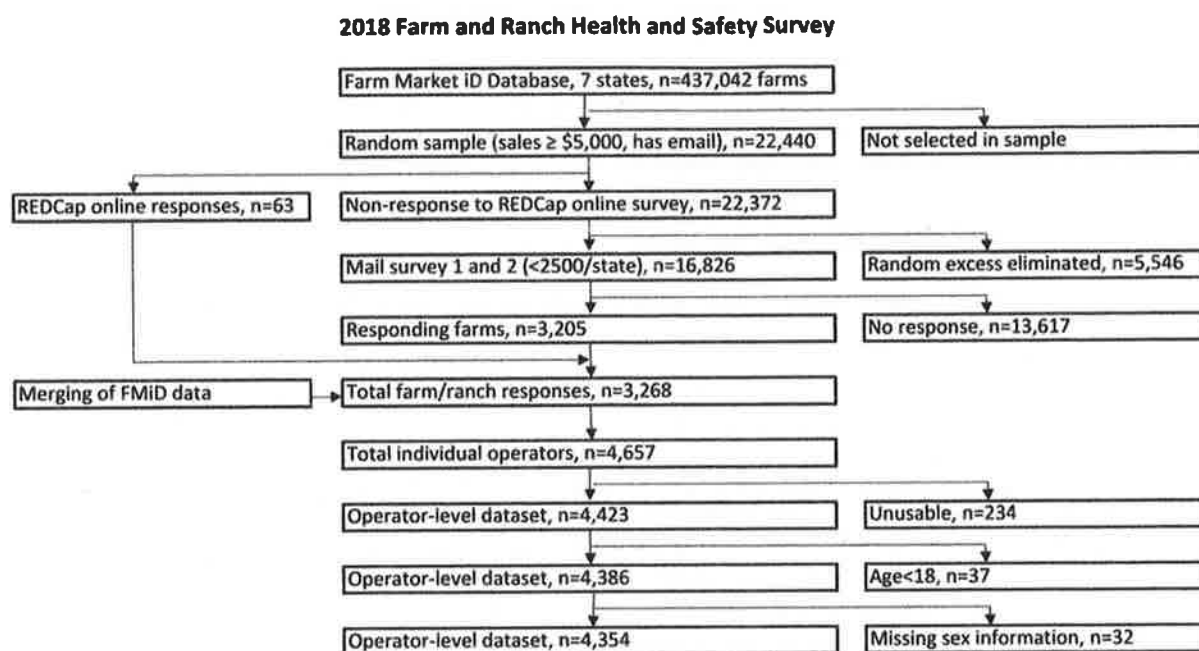 2018 Farm and Ranch Health and Safety Survey
Farm Market iD Database, 7 states, n=437,042 farms
Random sample (sales ≥ $5,000, has email), n=22,440
Not selected in sample
REDCap online responses, n=63
Non-response to REDCap online survey, n=22,372
Mail survey 1 and 2 (<2500/state), n=16,826
Random excess eliminated, n=5,546
Responding farms, n=3,205
No response, n=13,617
Merging of FMiD data
Total farm/ranch responses, n=3,268
Total individual operators, n=4,657
Operator-level dataset, n=4,423
Unusable, n=234
Operator-level dataset, n=4,386
Age<18, n=37
Operator-level dataset, n=4,354
Missing sex information, n=32